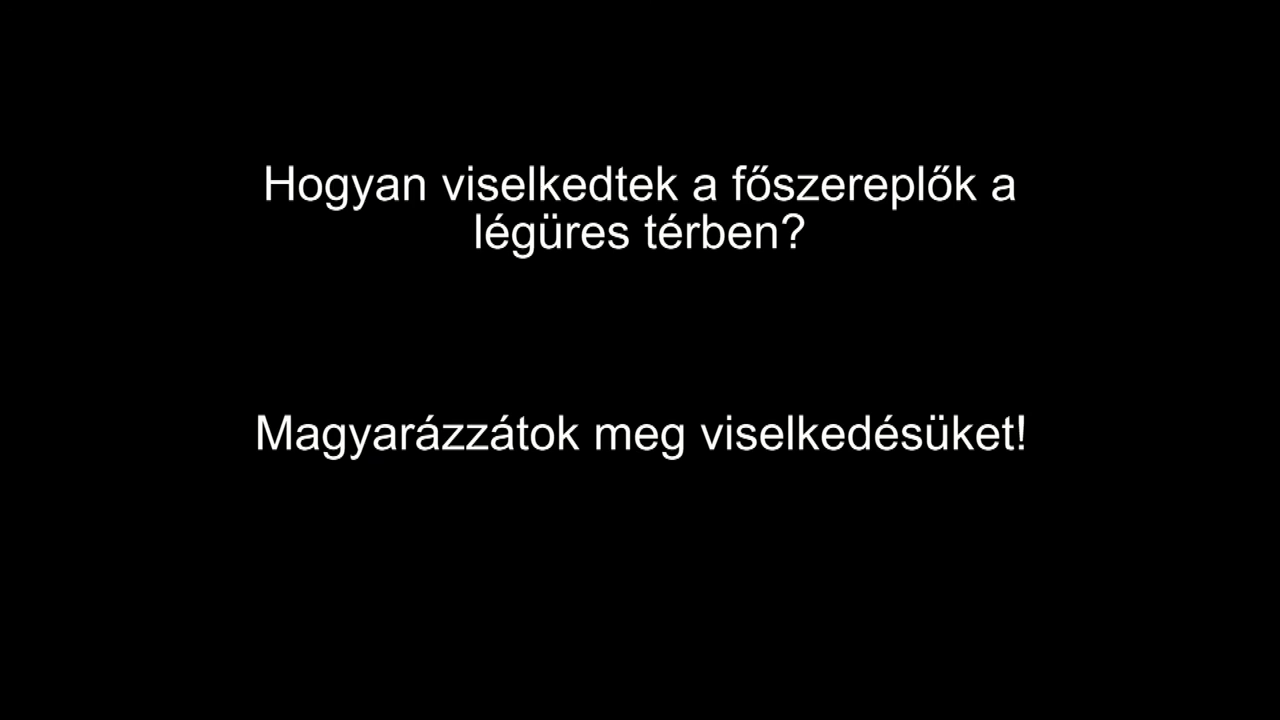 Hogyan viselkedtek a főszereplők a
légüres térben?
Magyarázzátok meg viselkedésüket!